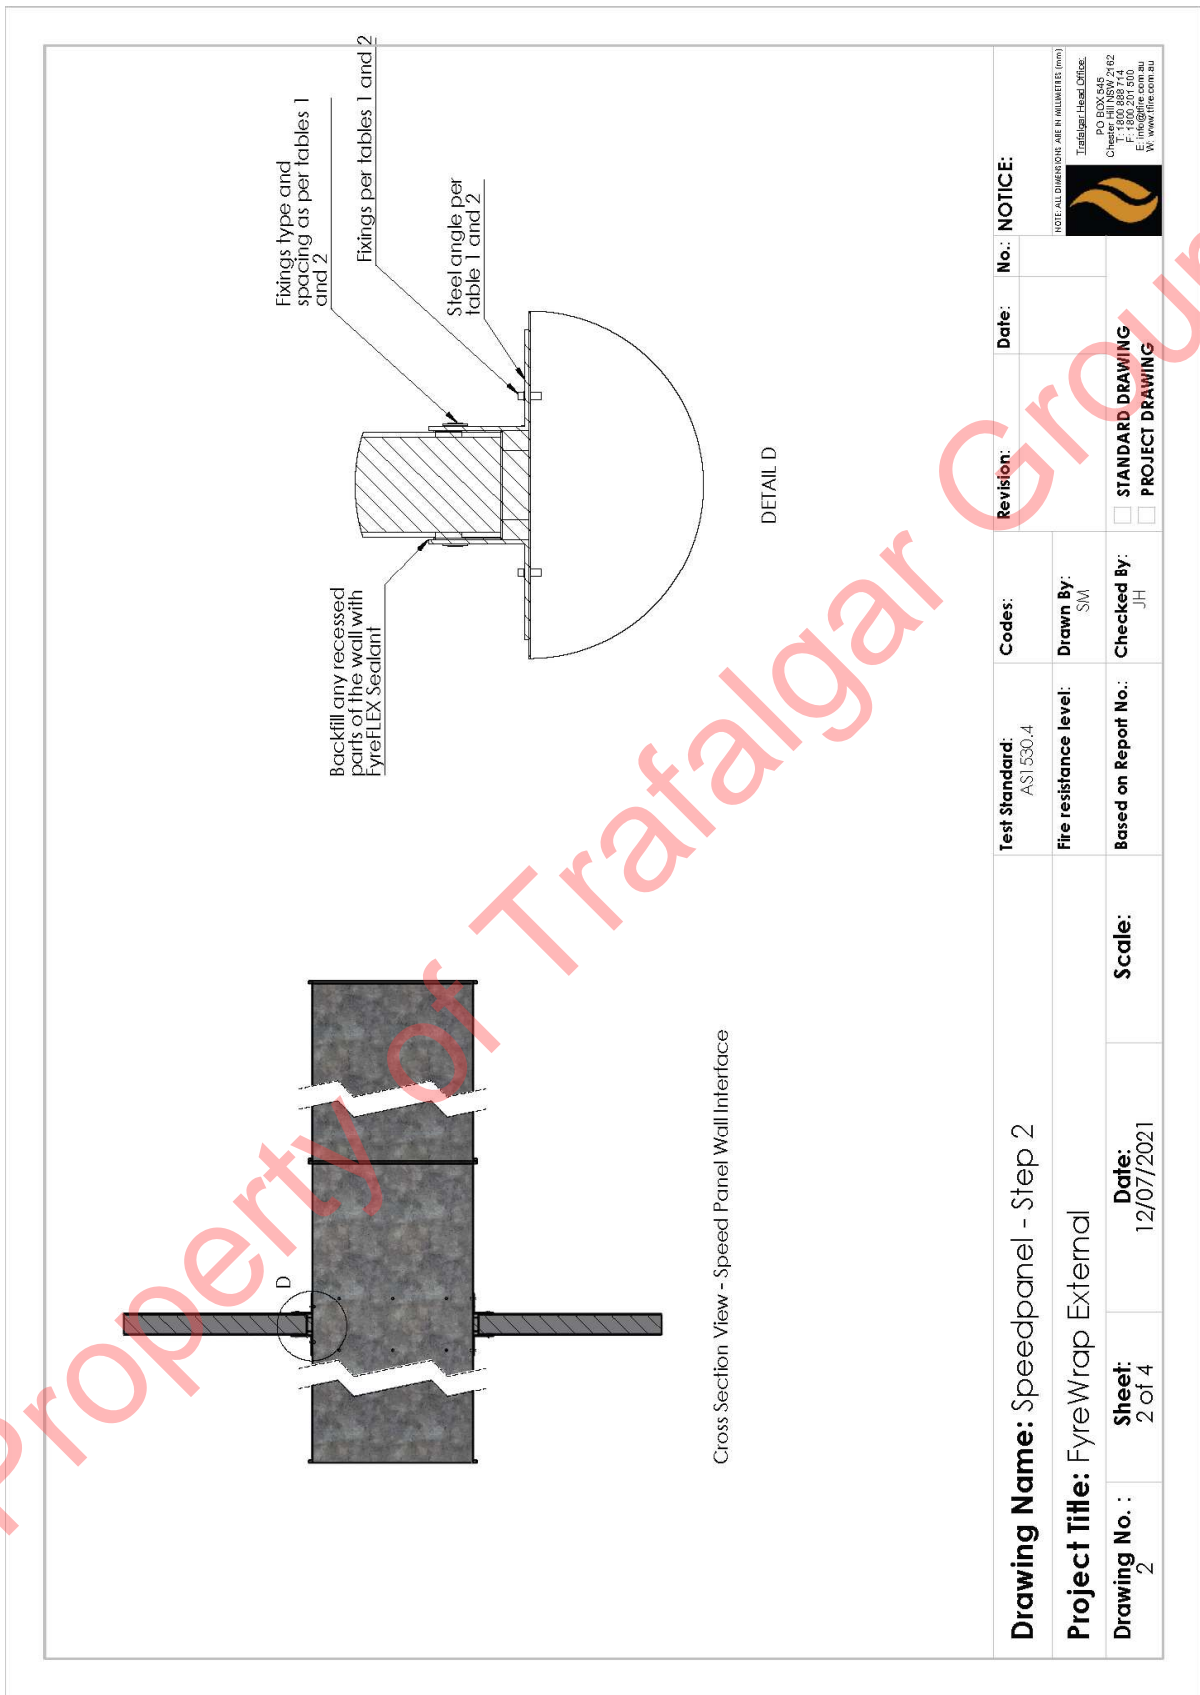 Fixings type and
spacing as per tables 1
and 2
Fixings per tables 1 and 2
Steel angle per
table 1 and 2
Backfill any recessed
parts of the wall with
FyreFLEX Sealant
DETAIL D
D
Cross Section View - Speed Panel Wall Interface
Property of Trafalgar Group
Drawing Name: Speedpanel - Step 2
Project Title: FyreWrap External
Drawing No. :
2
Sheet:
2 of 4
Date:
12/07/2021
Scale:
Test Standard:
AS1530.4
Codes:
Fire resistance level:
Drawn By:
SM
Based on Report No.:
Checked By:
JH
Revision:
Date:
No.:
NOTICE:
STANDARD DRAWING
PROJECT DRAWING
NOTE: ALL DIMENSIONS ARE IN MILLIMETRES (mm)
Trafalgar Head Office:
PO BOX 545
Chester Hill NSW 2162
T: 1800 888 714
F: 1800 201 500
E: info@tfire.com.au
W: www.tfire.com.au